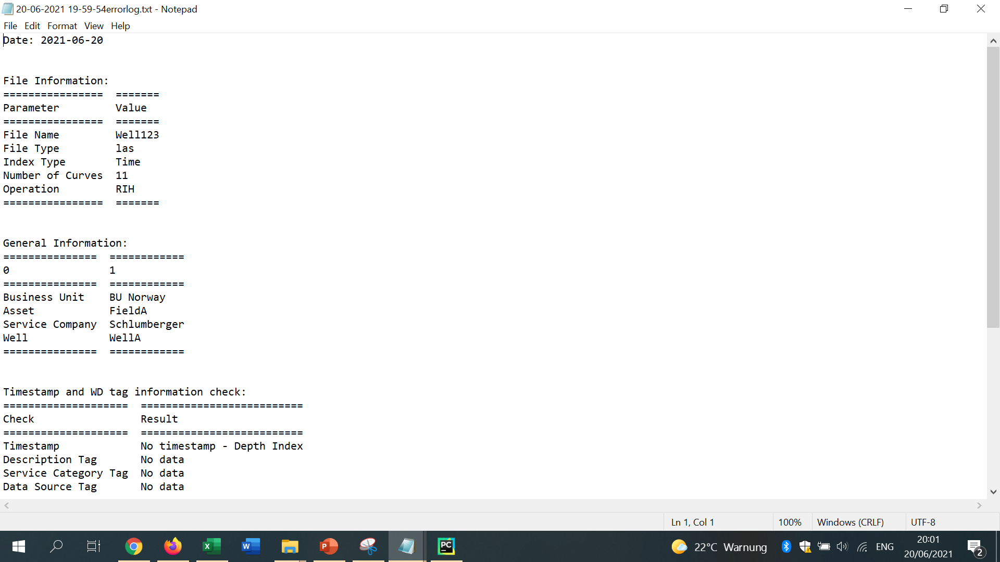 20-06-2021 19-59-54errorlog.txt - Notepad
File Edit Format View Help
Date: 2021-06-20
File Information:
================  =======
Parameter         Value
================  =======
File Name         Well123
File Type         las
Index Type        Time
Number of Curves  11
Operation         RIH
================  =======
General Information:
===============  ============
0                1
===============  ============
Business Unit    BU Norway
Asset            FieldA
Service Company  Schlumberger
Well             WellA
===============  ============
Timestamp and WD tag information check:
====================  ==========================
Check                 Result
====================  ==========================
Timestamp             No timestamp - Depth Index
Description Tag       No data
Service Category Tag  No data
Data Source Tag       No data
Ln 1, Col 1 100% Windows (CRLF) UTF-8
X W P PC 22°C Warnung ENG 20:01
20/06/2021 2